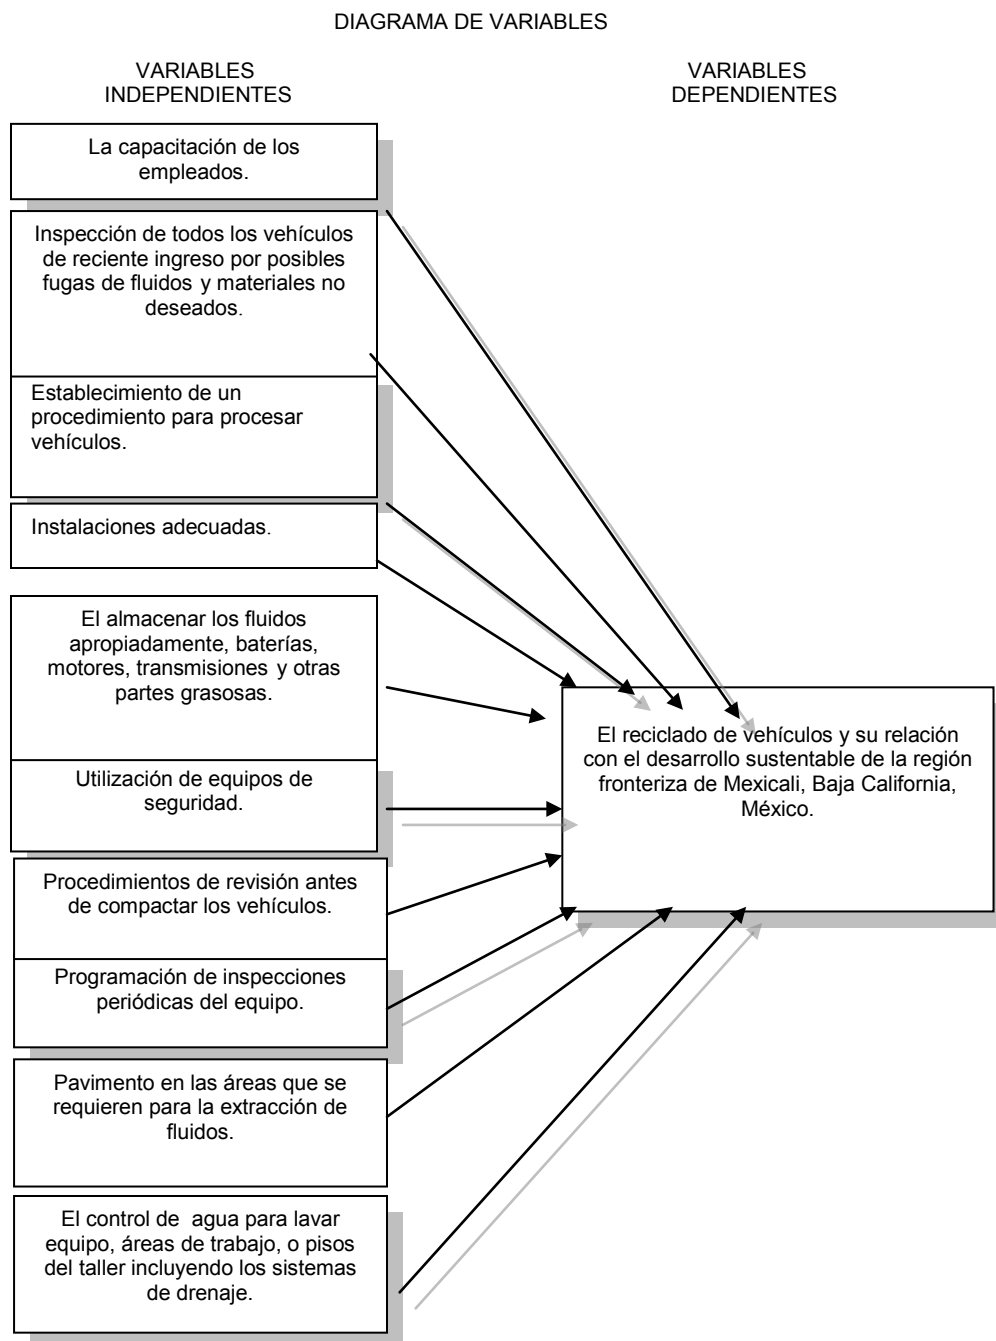 DIAGRAMA DE VARIABLES
VARIABLES
INDEPENDIENTES
VARIABLES
DEPENDIENTES
La capacitación de los
empleados.
Inspección de todos los vehículos
de reciente ingreso por posibles
fugas de fluidos y materiales no
deseados.
Establecimiento de un
procedimiento para procesar
vehículos.
Instalaciones adecuadas.
El almacenar los fluidos
apropiadamente, baterías,
motores, transmisiones y otras
partes grasosas.
Utilización de equipos de
seguridad.
Procedimientos de revisión antes
de compactar los vehículos.
Programación de inspecciones
periódicas del equipo.
Pavimento en las áreas que se
requieren para la extracción de
fluidos.
El control de agua para lavar
equipo, áreas de trabajo, o pisos
del taller incluyendo los sistemas
de drenaje.
El reciclado de vehículos y su relación
con el desarrollo sustentable de la región
fronteriza de Mexicali, Baja California,
México.